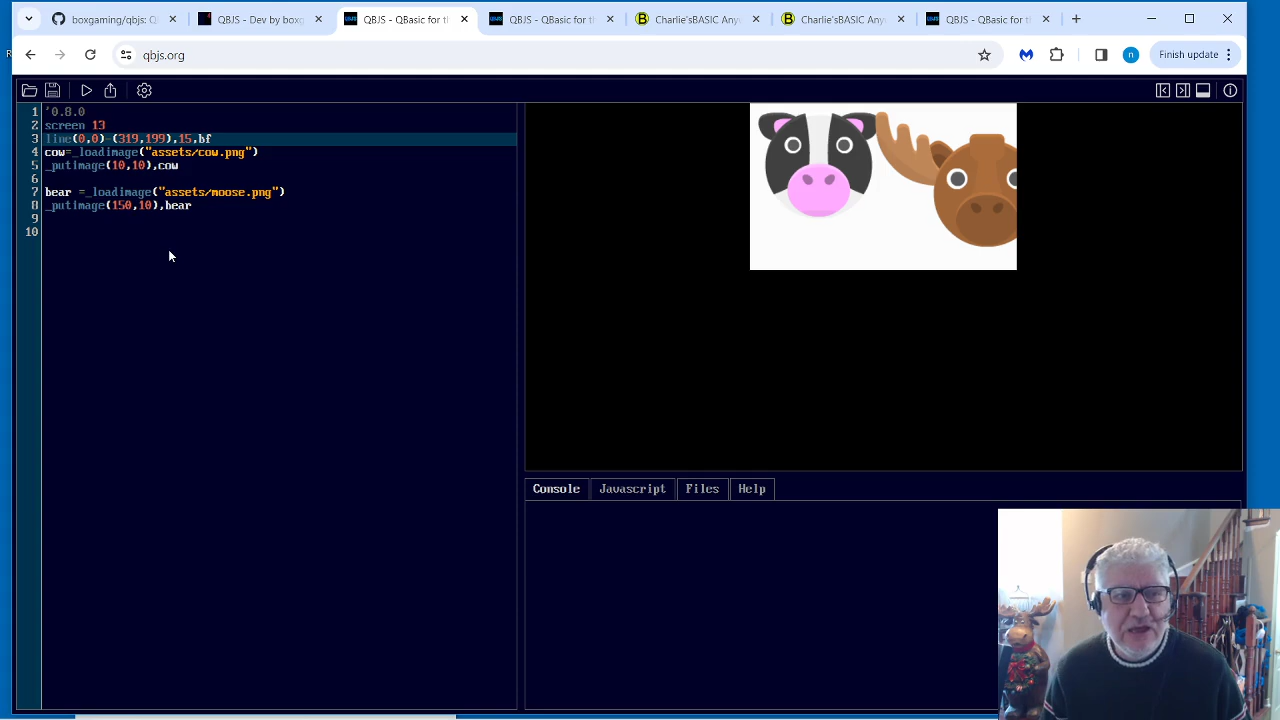 boxgaming/qbjs: Q
QBJS - Dev by boxg
QBJS - QBasic for t
QBJS - QBasic for t
Charlie'sBASIC An
Charlie'sBASIC An
QBJS - QBasic for t
qbjs.org
n
Finish update
1 '0.8.0
2 screen 13
3 line(0,0)-(319,199),15,bf
4 cow=_loadimage("assets/cow.png")
5 _putimage(10,10),cow
6
7 bear =_loadimage("assets/moose.png")
8 _putimage(150,10),bear
9
10
Console Javascript Files Help